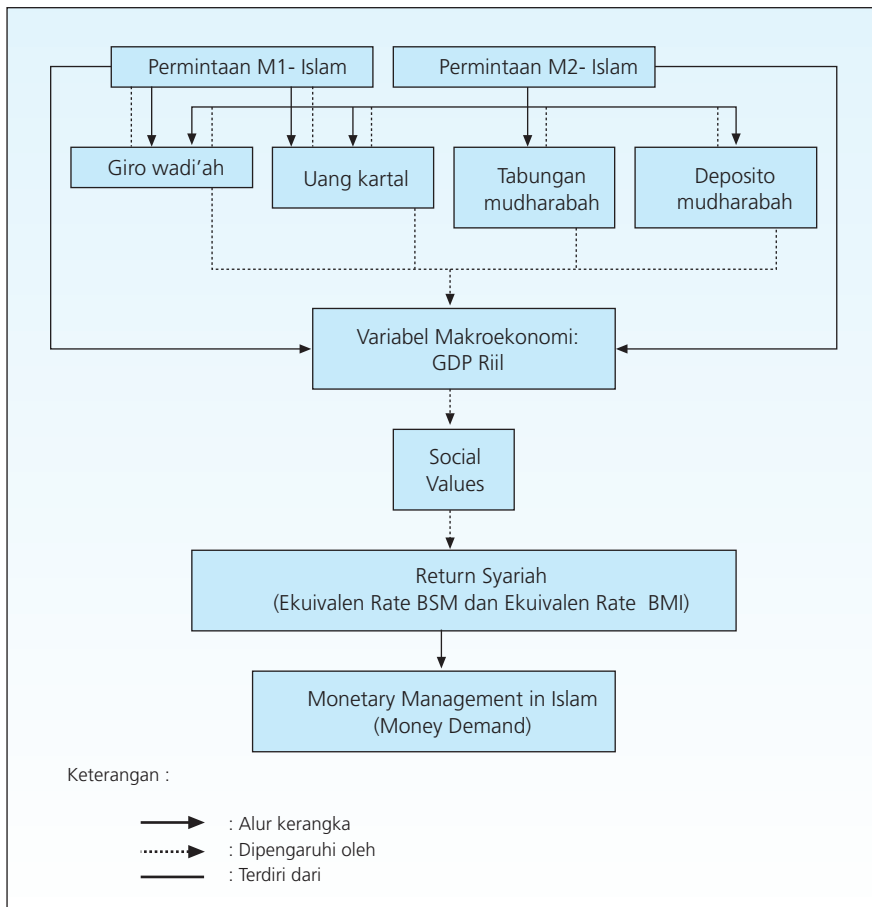 Permintaan M1- Islam
Permintaan M2- Islam
Giro wadi’ah
Uang kartal
Tabungan
mudharabah
Deposito
mudharabah
Variabel Makroekonomi:
GDP Riil
Social
Values
Return Syariah
(Ekuivalen Rate BSM dan Ekuivalen Rate BMI)
Monetary Management in Islam
(Money Demand)
Keterangan :
: Alur kerangka
: Dipengaruhi oleh
: Terdiri dari